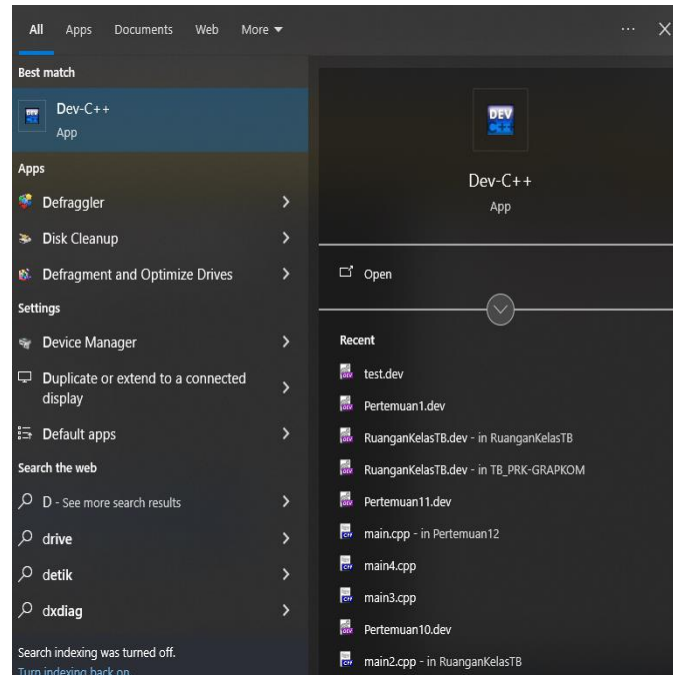 All Apps Documents Web More
Best match
Dev-C++
App
Apps
Defraggler
Disk Cleanup
Defragment and Optimize Drives
Settings
Device Manager
Duplicate or extend to a connected
display
Default apps
Search the web
D - See more search results
drive
detik
dxdiag
Search indexing was turned off.
Turn indexing back on.
DEV
C++
Dev-C++
App
Open
Recent
test.dev
Pertemuan1.dev
RuanganKelasTB.dev - in RuanganKelasTB
RuanganKelasTB.dev - in TB_PRK-GRAPKOM
Pertemuan11.dev
main.cpp - in Pertemuan12
main4.cpp
main3.cpp
Pertemuan10.dev
main2.cpp - in RuanganKelasTB